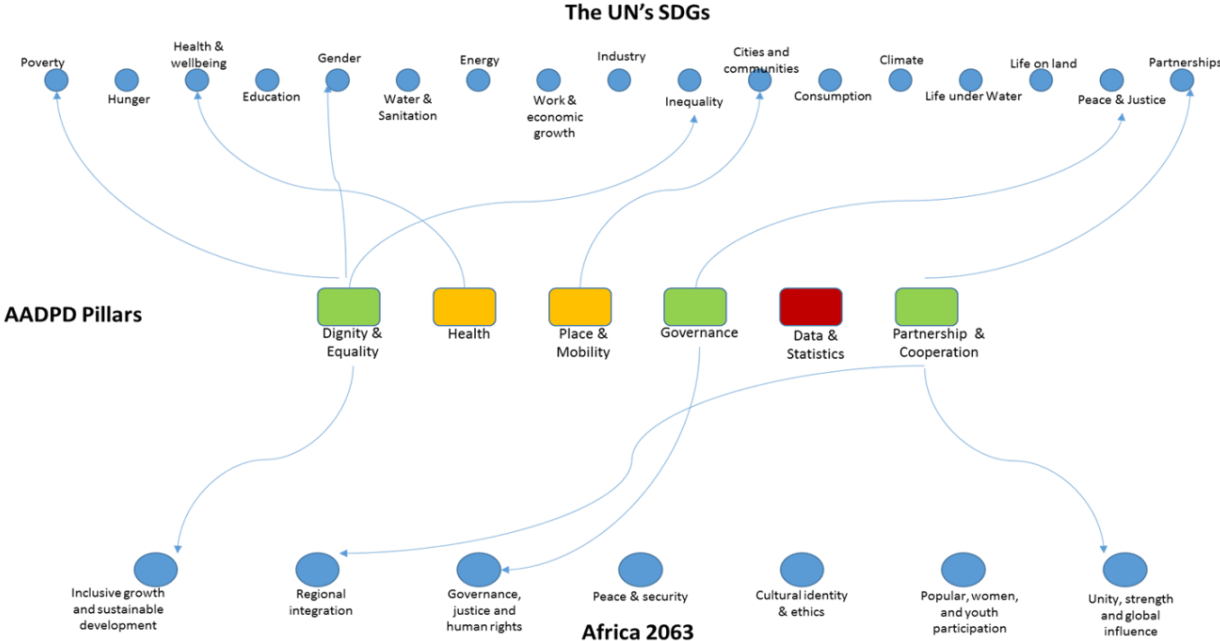 The UN's SDGs
Poverty
Hunger
Health &
wellbeing
Education
Gender
Water &
Sanitation
Energy
Work &
economic
growth
Industry
Inequality
Cities and
communities
Consumption
Climate
Life under Water
Life on land
Peace & Justice
Partnerships
AADPD Pillars
Dignity &
Equality
Health
Place &
Mobility
Governance
Data &
Statistics
Partnership &
Cooperation
Inclusive growth
and sustainable
development
Regional
integration
Governance,
justice and
human rights
Peace & security
Cultural identity
& ethics
Popular, women,
and youth
participation
Unity, strength
and global
influence
Africa 2063